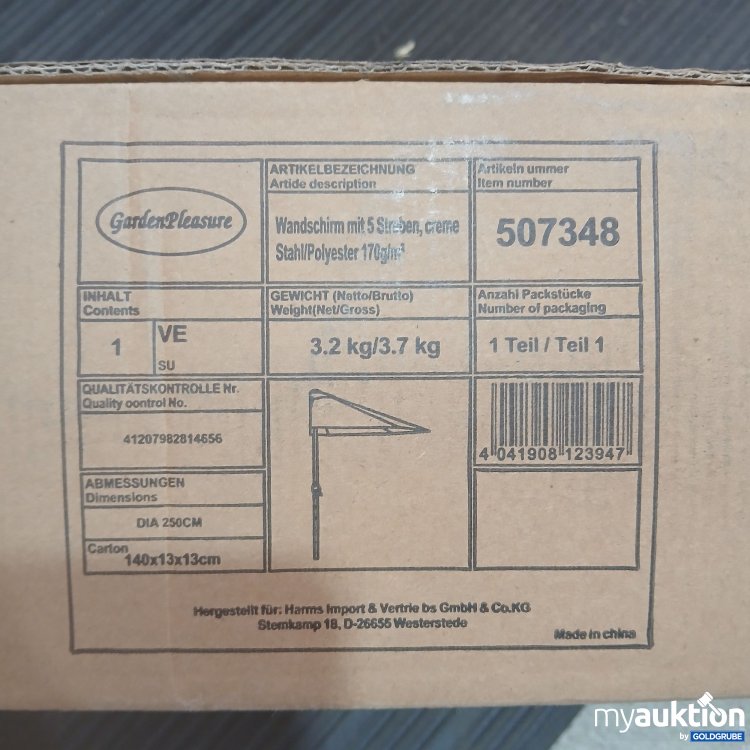 GardenPleasure
ARTIKELBEZEICHNUNG
Artide description
Wandschirm mit 5 Streben, creme
Stahl/Polyester 170g/m²
Artikeln ummer
Item number
507348
INHALT
Contents
1
VE
SU
GEWICHT (Netto/Brutto)
Weight(Net/Gross)
3.2 kg/3.7 kg
Anzahl Packstücke
Number of packaging
1 Teil / Teil 1
QUALITÄTSKONTROLLE Nr.
Quality oontrol No.
41207982814656
4 041908 123947
ABMESSUNGEN
Dimensions
DIA 250CM
Carton
140x13x13cm
Hergestellt für: Harms Import & Vertrie bs GmbH & Co.KG
Stemkamp 18, D-26655 Westerstede
Made in china
myauktion
by GOLDGRUBE